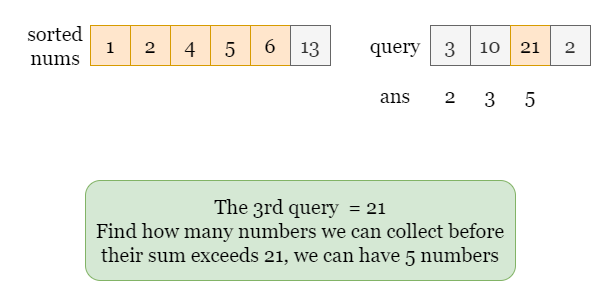 sorted nums 1 2 4 5 6 13
query 3 10 21 2
ans 2 3 5
The 3rd query = 21
Find how many numbers we can collect before
their sum exceeds 21, we can have 5 numbers